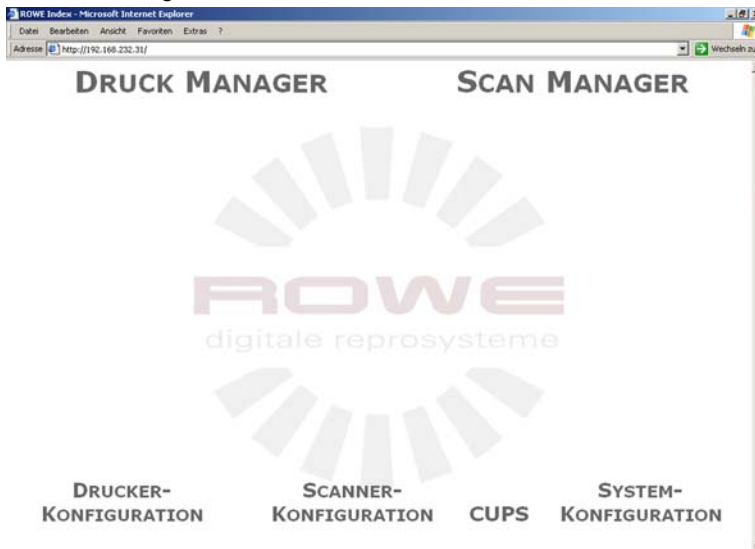 ROWE Index - Microsoft Internet Explorer
Datei Bearbeiten Ansicht Favoriten Extras ?
Adresse http://192.168.232.31/ Wechseln zu
DRUCK MANAGER SCAN MANAGER
ROWE
digitale reprosysteme
DRUCKER- SCANNER- SYSTEM-
KONFIGURATION KONFIGURATION CUPS KONFIGURATION